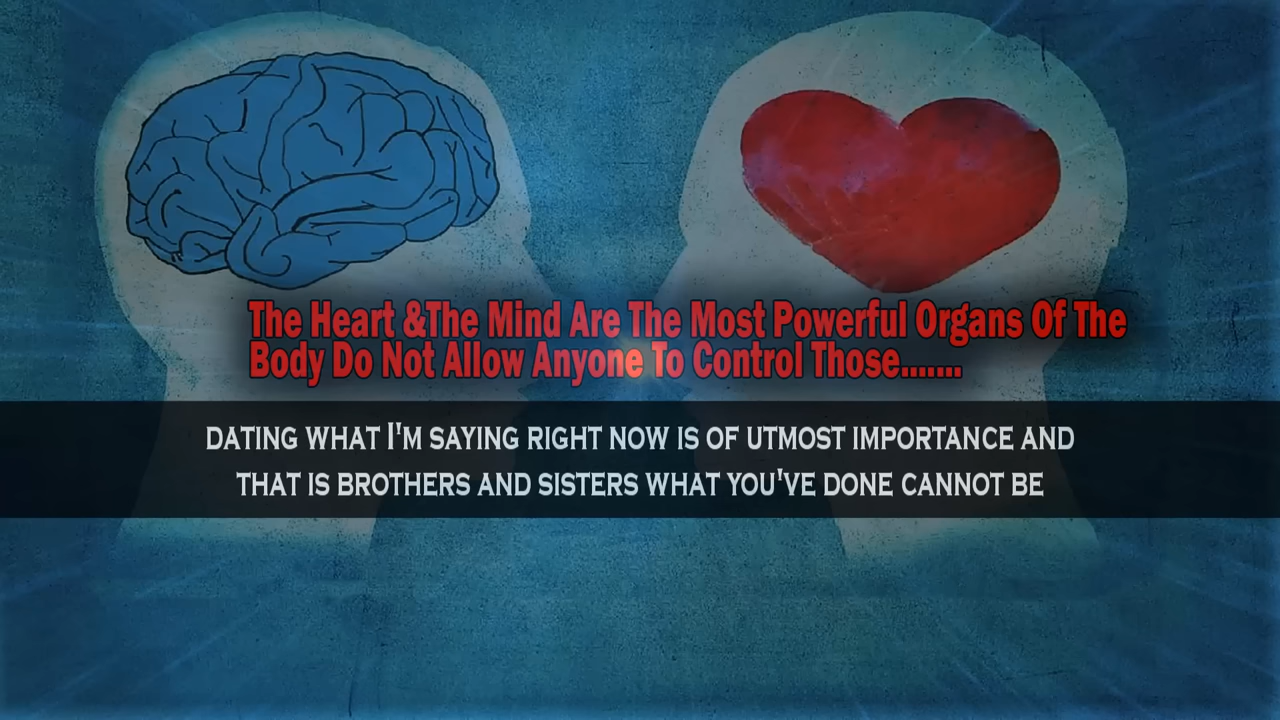 The Heart &The Mind Are The Most Powerful Organs Of The
Body Do Not Allow Anyone To Control Those.......
DATING WHAT I'M SAYING RIGHT NOW IS OF UTMOST IMPORTANCE AND
THAT IS BROTHERS AND SISTERS WHAT YOU'VE DONE CANNOT BE